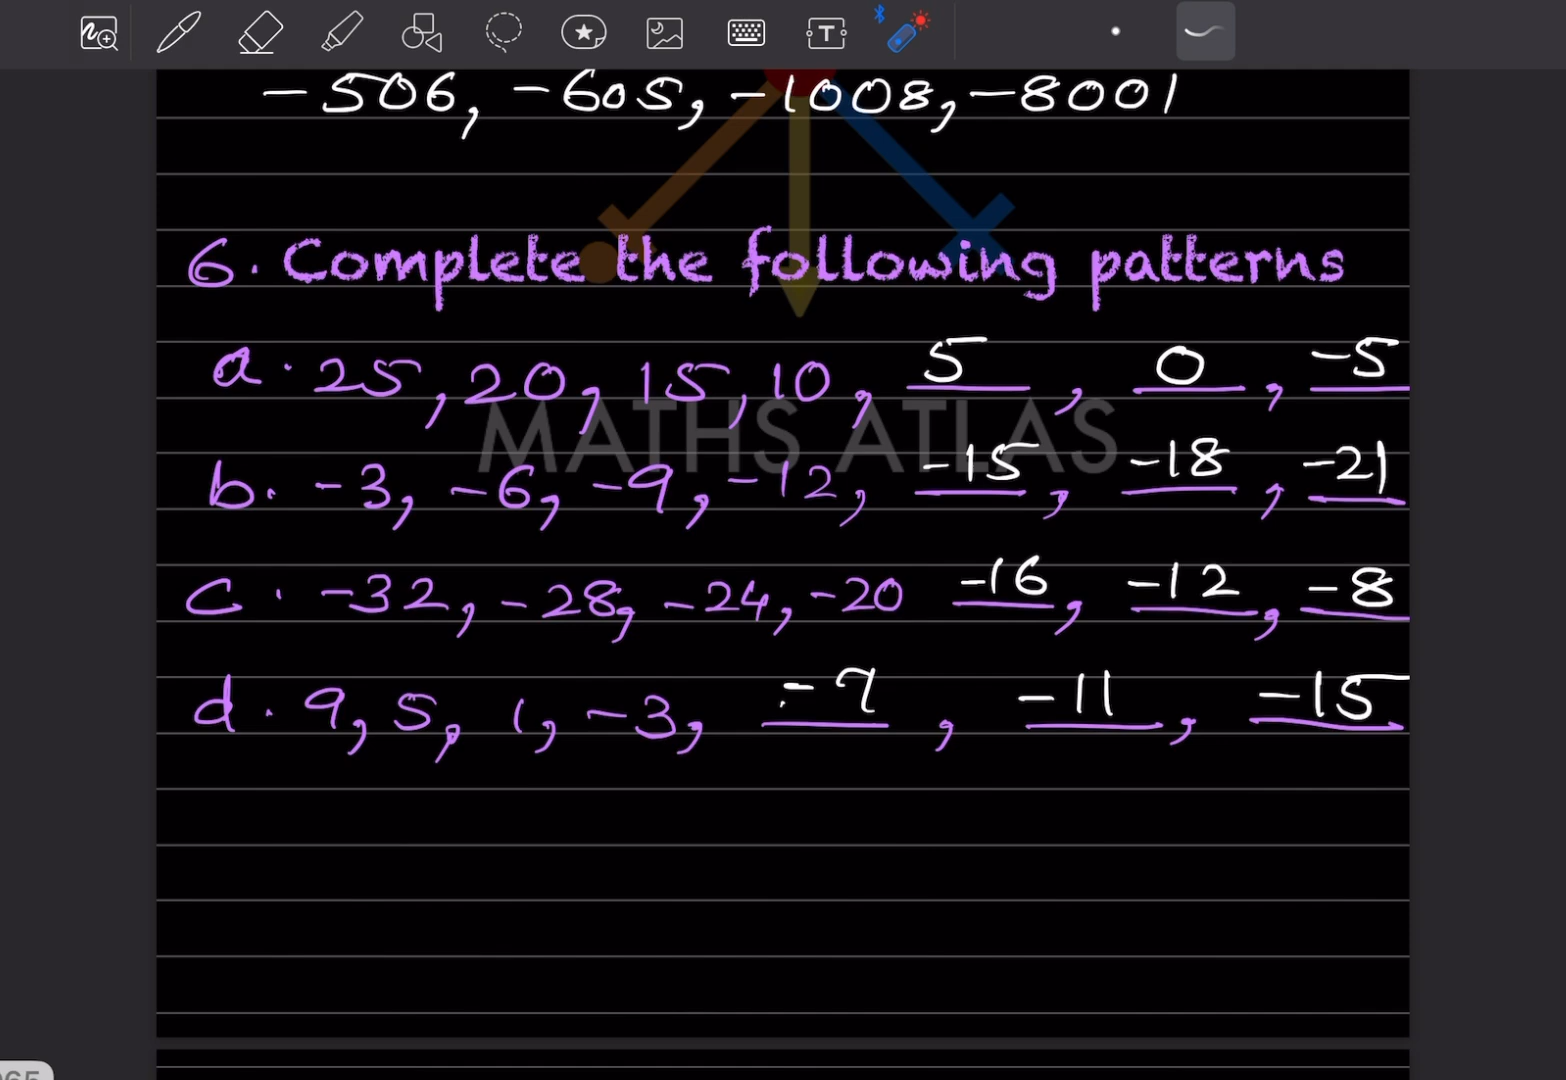 -506, -605, -1008, -8001
6. Complete the following patterns
a. 25, 20, 15, 10, 5, 0, -5
MATHS ATLAS
b. -3, -6, -9, -12, -15, -18, -21
c. -32, -28, -24, -20 -16, -12, -8
d. 9, 5, 1, -3, -7, -11, -15